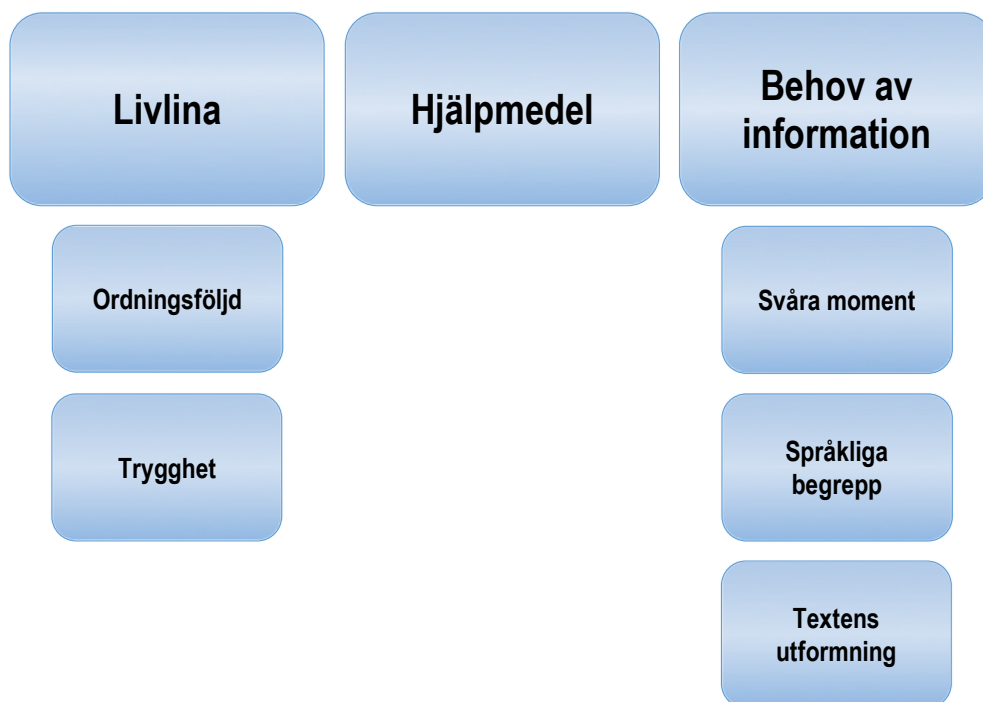 Livlina
Hjälpmedel
Behov av
information
Ordningsföljd
Trygghet
Svåra moment
Språkliga
begrepp
Textens
utformning